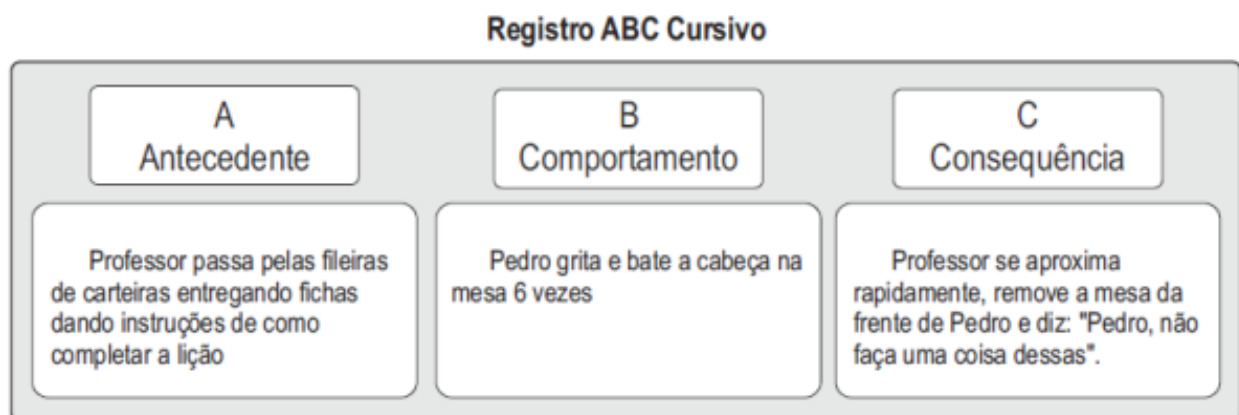 Registro ABC Cursivo
A
Antecedente
B
Comportamento
C
Consequência
Professor passa pelas fileiras
de carteiras entregando fichas
dando instruções de como
completar a lição
Pedro grita e bate a cabeça na
mesa 6 vezes
Professor se aproxima
rapidamente, remove a mesa da
frente de Pedro e diz: "Pedro, não
faça uma coisa dessas".